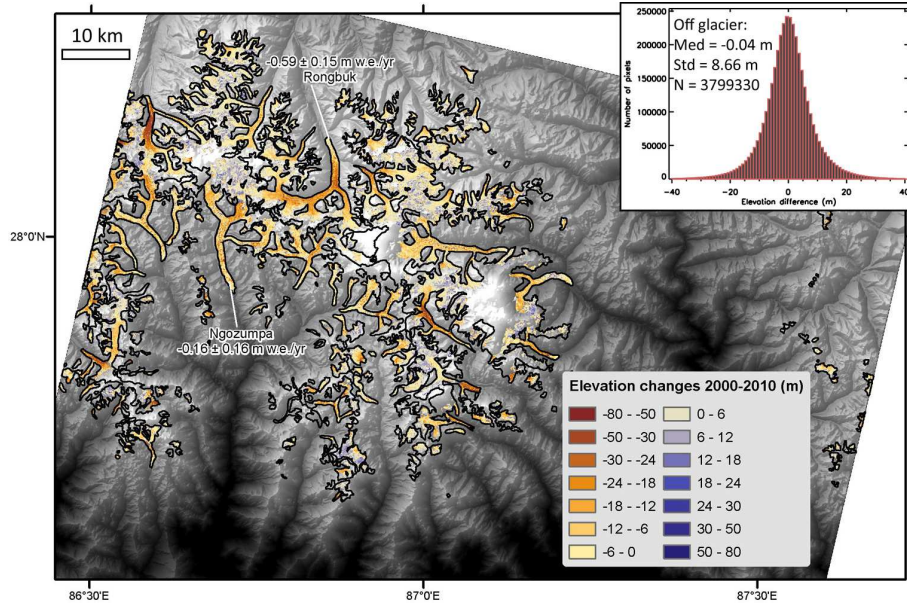 10 km
-0.59 ± 0.15 m w.e./yr
Rongbuk
28°0'N
Ngozumpa
-0.16 ± 0.16 m w.e./yr
86°30'E
87°0'E
87°30'E
Off glacier:
Med = -0.04 m
Std = 8.66 m
N = 3799330
Number of pixels
250000
200000
150000
100000
50000
0
-40
-20
0
20
40
Elevation difference (m)
Elevation changes 2000-2010 (m)
-80 - -50
-50 - -30
-30 - -24
-24 - -18
-18 - -12
-12 - -6
-6 - 0
0 - 6
6 - 12
12 - 18
18 - 24
24 - 30
30 - 50
50 - 80